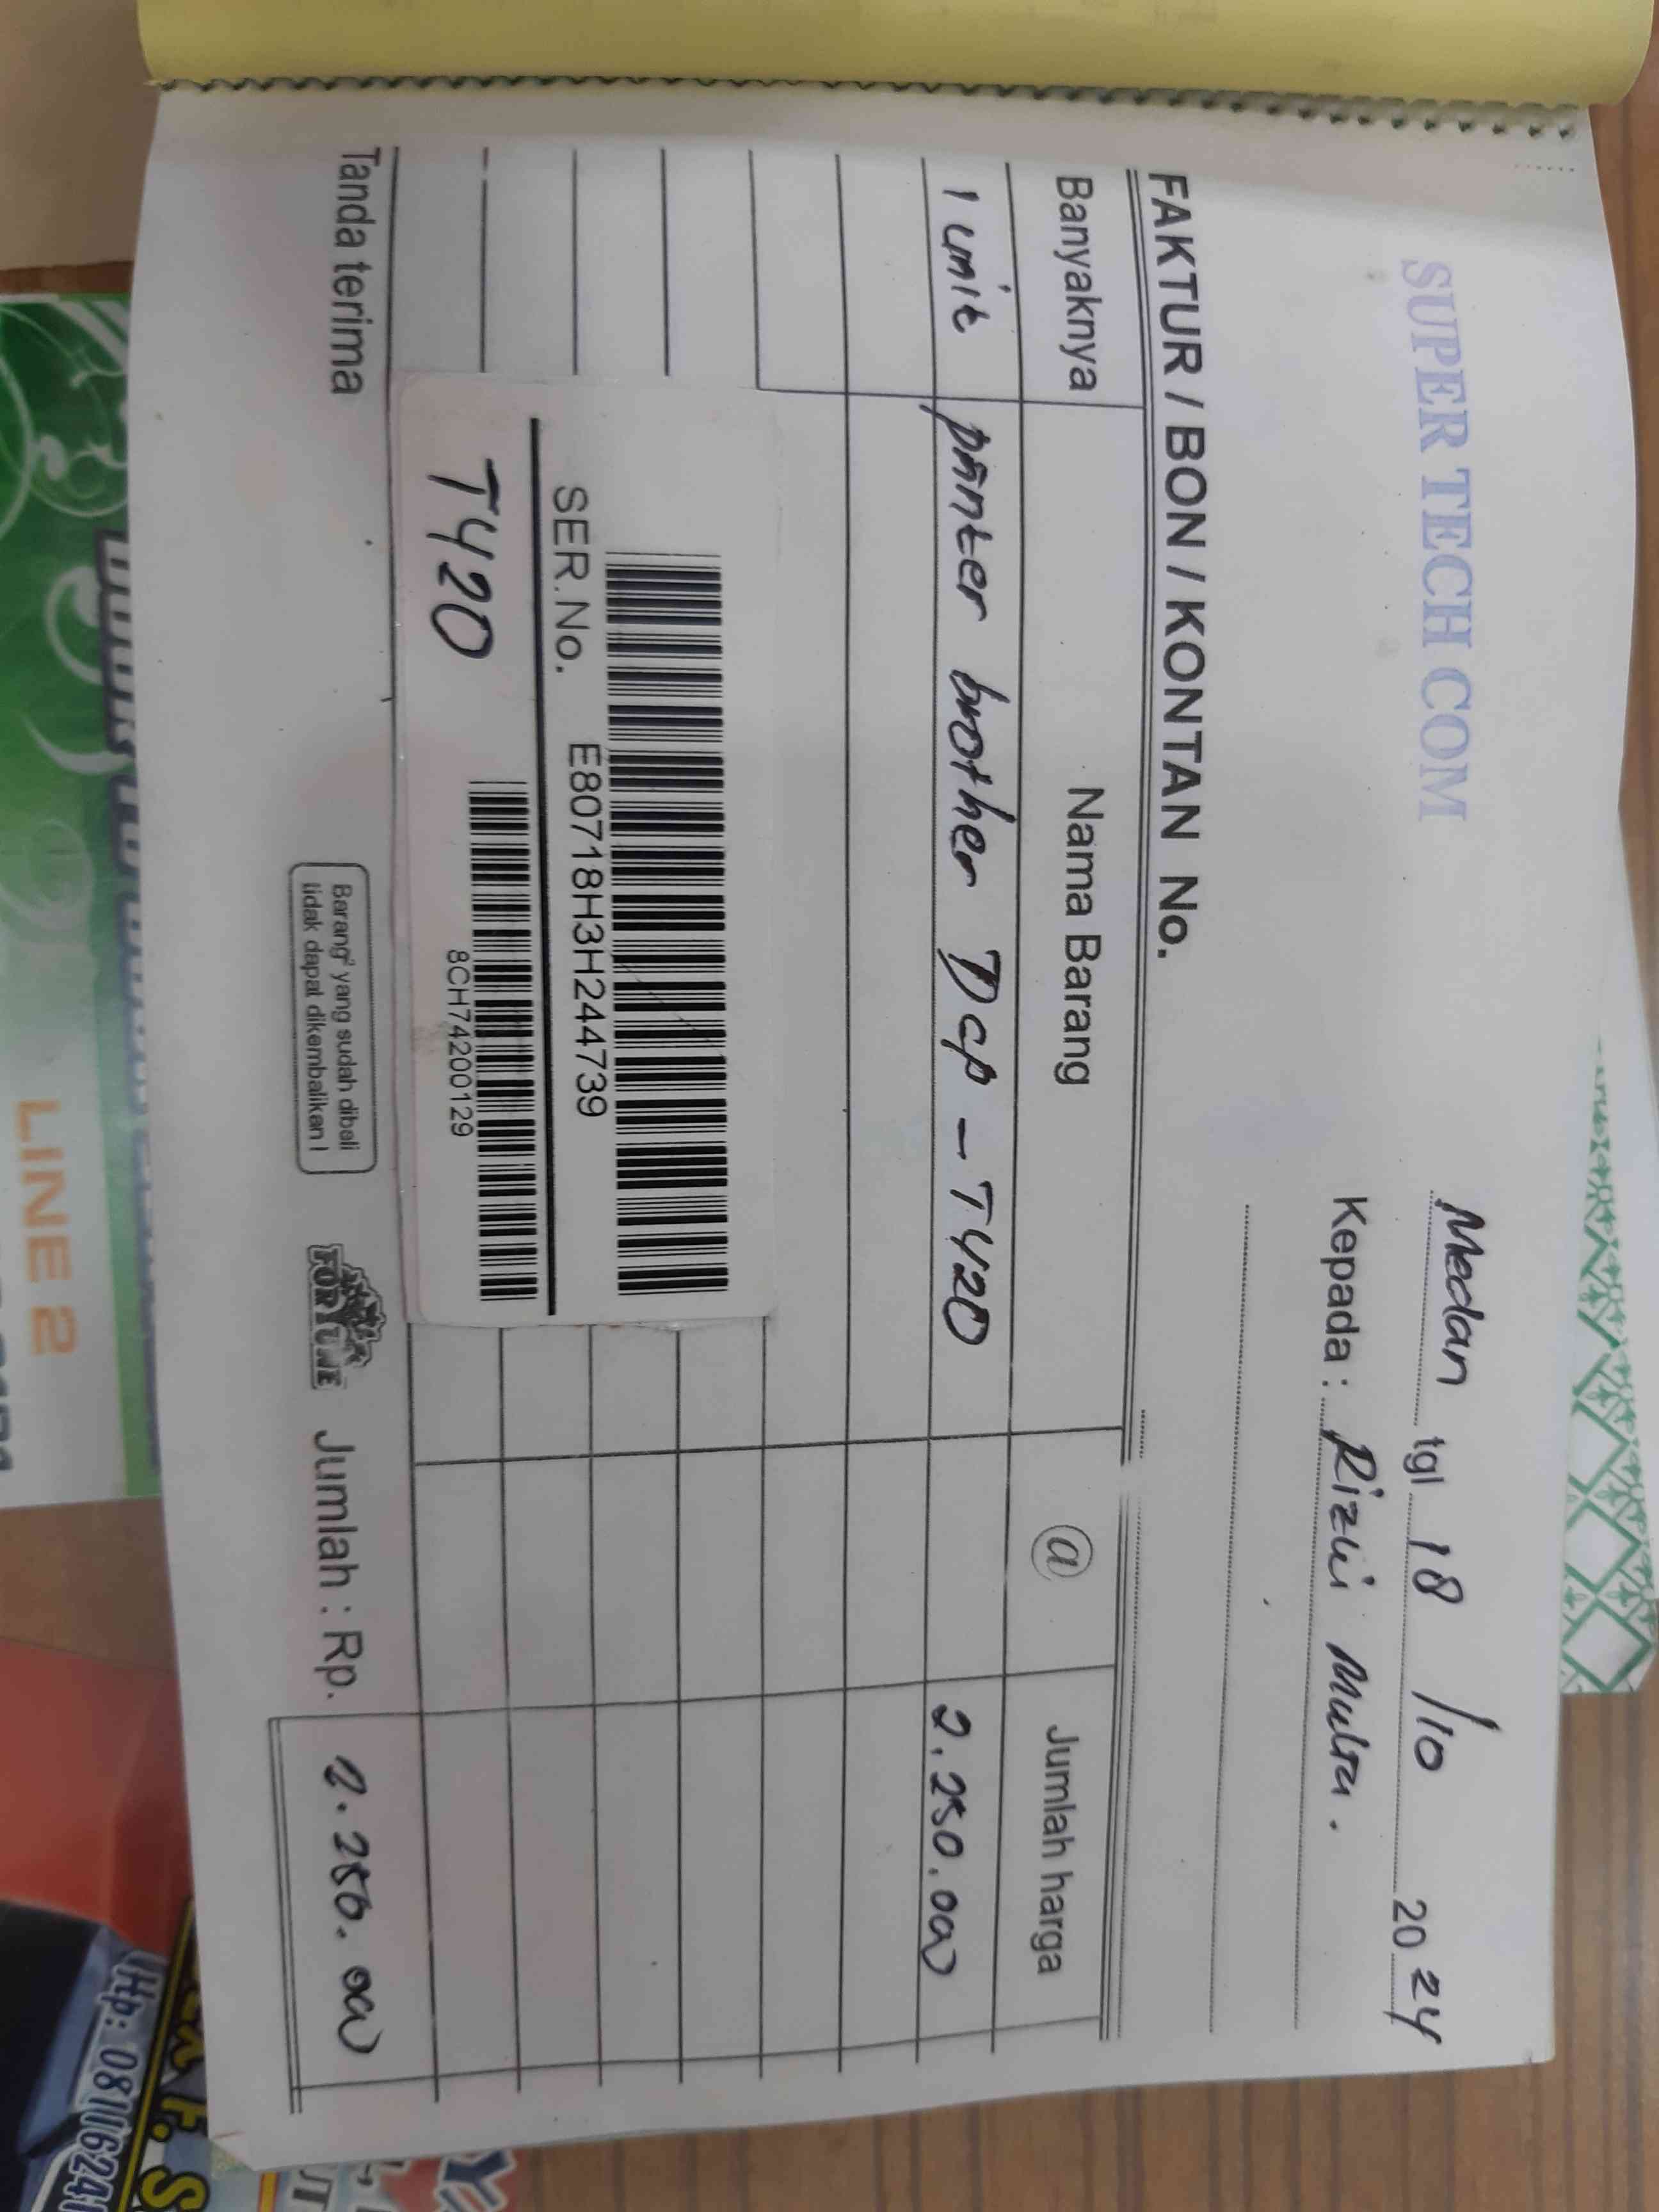 SUPER TECH COM
Medan tgl 18 /10 2024
Kepada : Rizki
FAKTUR / BON / KONTAN No.
Banyaknya Nama Barang @ Jumlah harga
1 unit printer brother Dcp - T420 2.250.000
SER.No. E80718H3H244739
T420 8CH74200129
Tanda terima
Barang² yang sudah dibeli
tidak dapat dikembalikan !
FORTUNE
Jumlah : Rp. 2.250.000
LINE 2